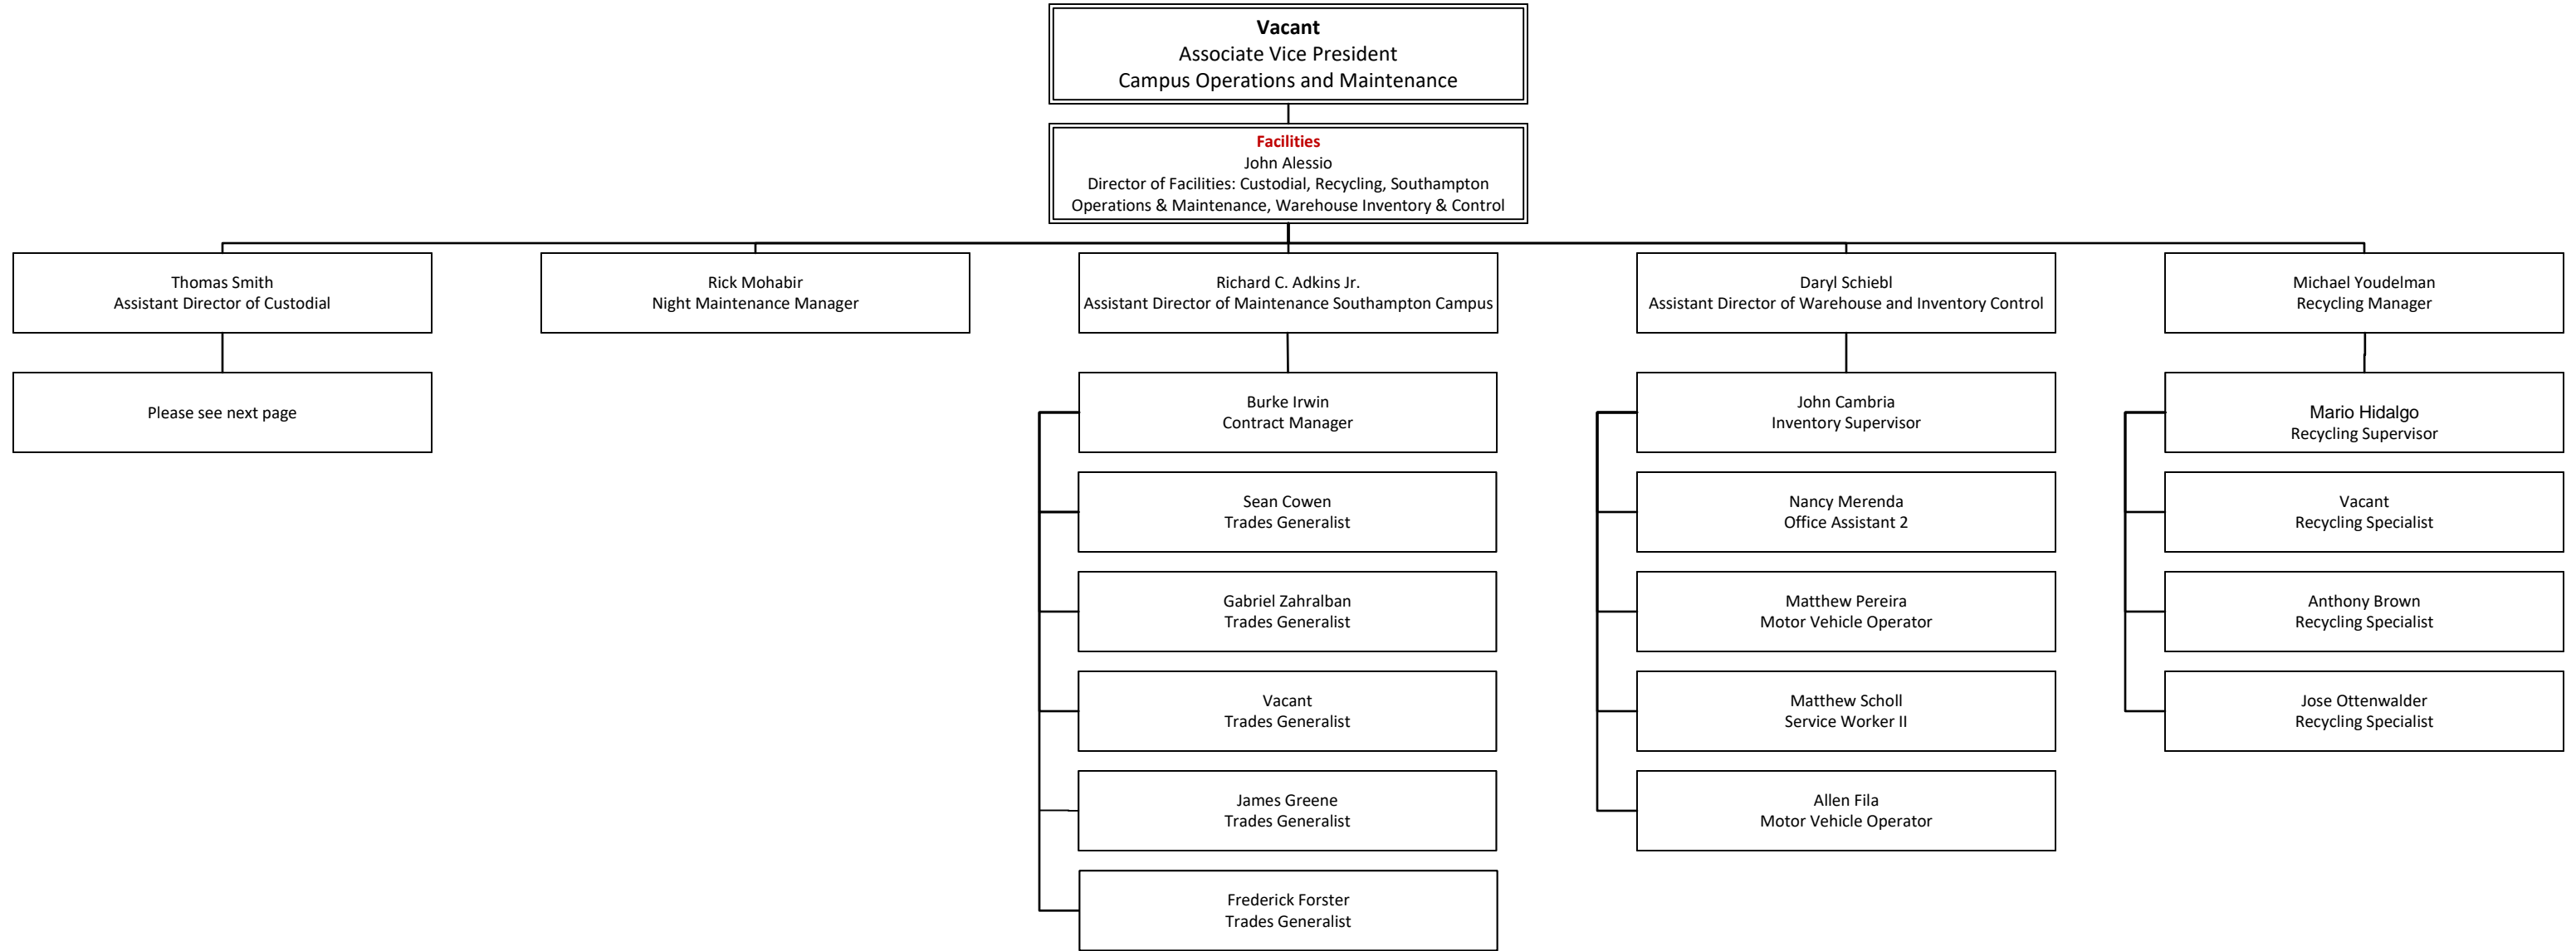 Vacant
Associate Vice President
Campus Operations and Maintenance
Facilities
John Alessio
Director of Facilities: Custodial, Recycling, Southampton
Operations & Maintenance, Warehouse Inventory & Control
Thomas Smith
Assistant Director of Custodial
Please see next page
Rick Mohabir
Night Maintenance Manager
Richard C. Adkins Jr.
Assistant Director of Maintenance Southampton Campus
Burke Irwin
Contract Manager
Sean Cowen
Trades Generalist
Gabriel Zahralban
Trades Generalist
Vacant
Trades Generalist
James Greene
Trades Generalist
Frederick Forster
Trades Generalist
Daryl Schiebl
Assistant Director of Warehouse and Inventory Control
John Cambria
Inventory Supervisor
Nancy Merenda
Office Assistant 2
Matthew Pereira
Motor Vehicle Operator
Matthew Scholl
Service Worker II
Allen Fila
Motor Vehicle Operator
Michael Youdelman
Recycling Manager
Mario Hidalgo
Recycling Supervisor
Vacant
Recycling Specialist
Anthony Brown
Recycling Specialist
Jose Ottenwalder
Recycling Specialist